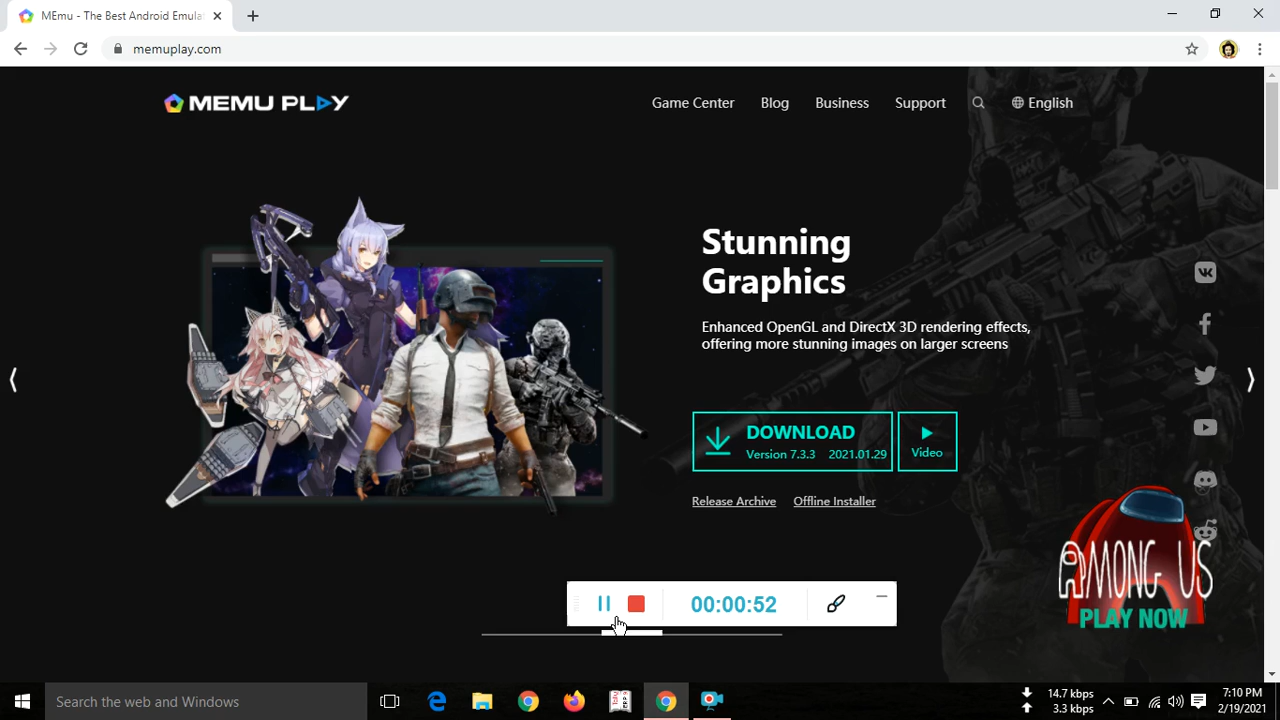 MEmu - The Best Android Emula
memuplay.com
MEMU PLAY
Game Center
Blog
Business
Support
English
Stunning
Graphics
Enhanced OpenGL and DirectX 3D rendering effects,
offering more stunning images on larger screens
DOWNLOAD
Version 7.3.3 2021.01.29
Video
Release Archive
Offline Installer
AMONG US
PLAY NOW
00:00:52
Search the web and Windows
14.7 kbps
3.3 kbps
7:10 PM
2/19/2021